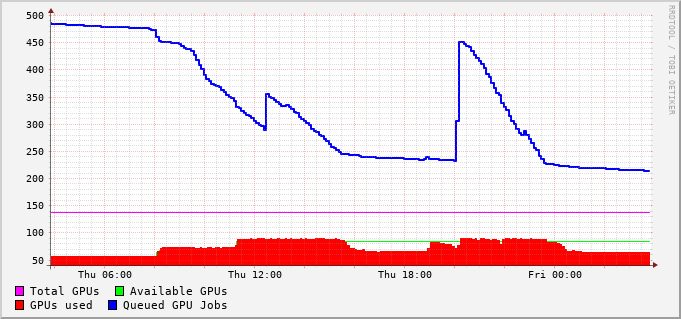 500
450
400
350
300
250
200
150
100
50
Thu 06:00 Thu 12:00 Thu 18:00 Fri 00:00
Total GPUs Available GPUs
GPUs used Queued GPU Jobs
RRDTOOL / TOBI OETIKER